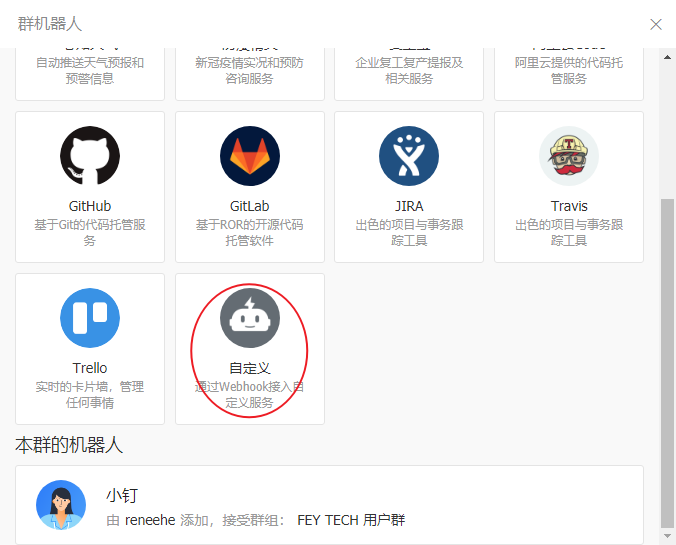 群机器人
自动推送天气预报和
预警信息
新冠疫情实况和预防
咨询服务
企业复工复产提报及
相关服务
阿里云提供的代码托
管服务
GitHub
基于Git的代码托管服
务
GitLab
基于ROR的开源代码
托管软件
JIRA
出色的项目与事务跟
踪工具
Travis
出色的项目与事务跟
踪工具
Trello
实时的卡片墙，管理
任何事情
自定义
通过Webhook接入自
定义服务
本群的机器人
小钉
由 reneehe 添加，接受群组： FEY TECH 用户群